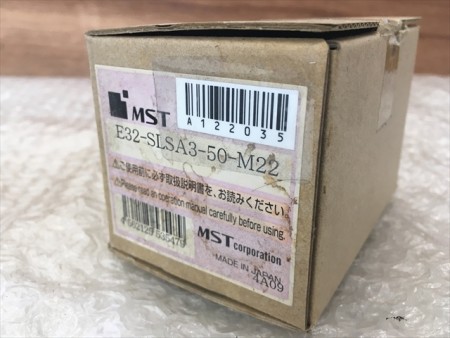 MST
A122035
E32-SLSA3-50-M22
⚠ご使用前に必ず取扱説明書を、お読みください
⚠Please read an operation manual carefully before using.
MST corporation
MADE IN JAPAN
4A09